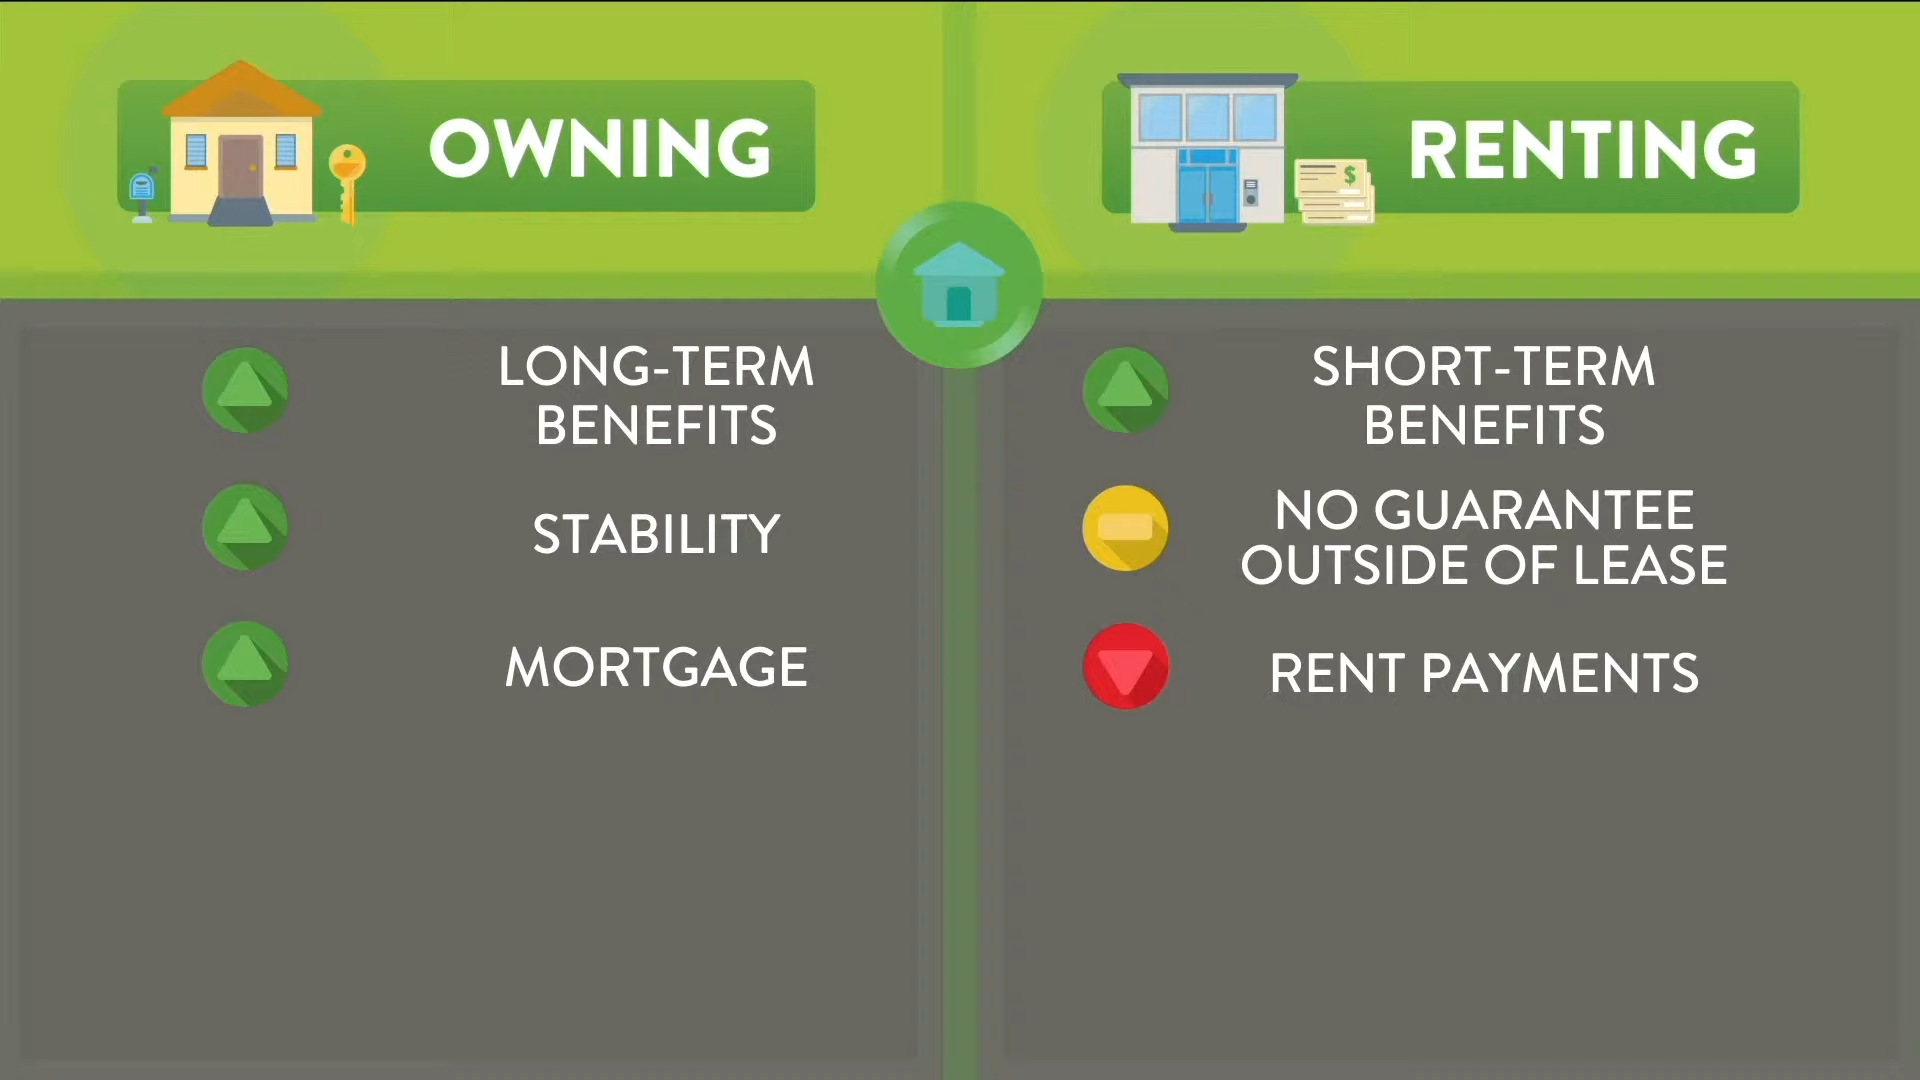 OWNING
RENTING
LONG-TERM
BENEFITS
STABILITY
MORTGAGE
SHORT-TERM
BENEFITS
NO GUARANTEE
OUTSIDE OF LEASE
RENT PAYMENTS
$